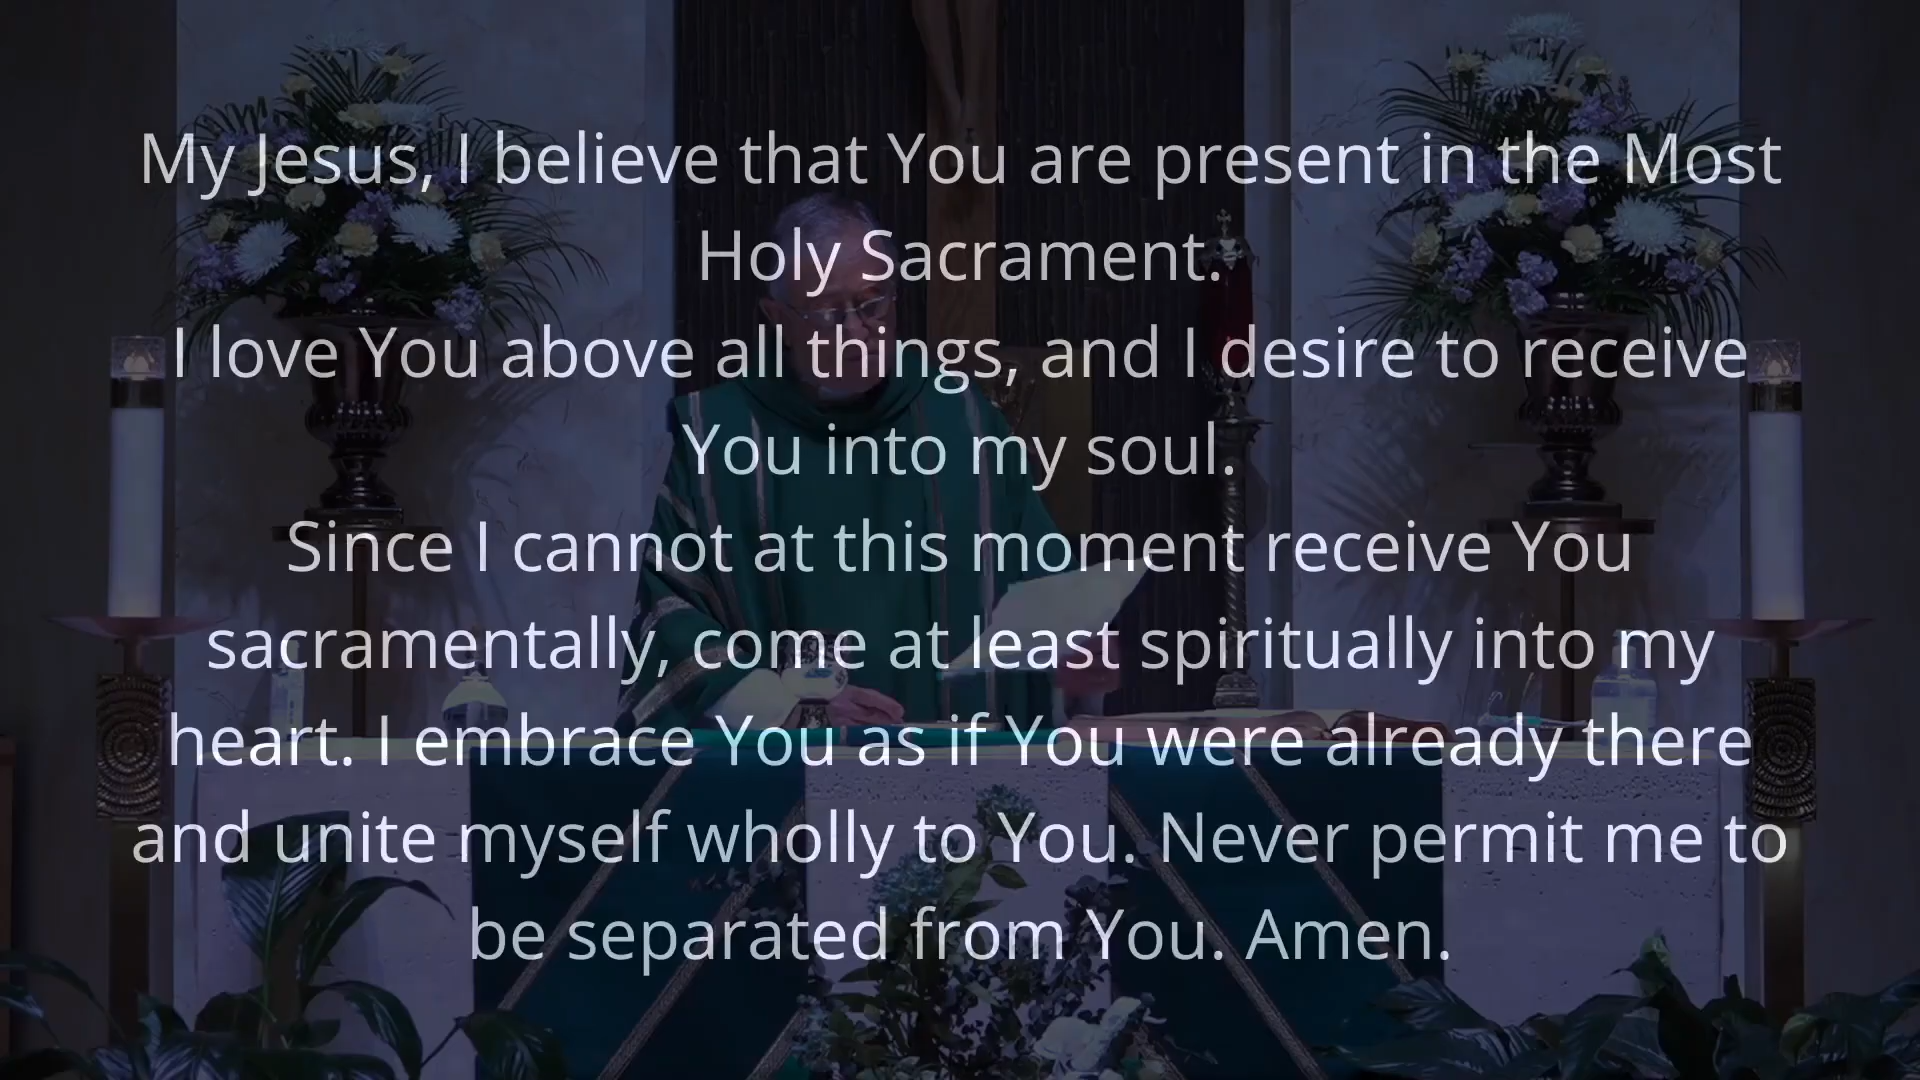 My Jesus, I believe that You are present in the Most
Holy Sacrament.
I love You above all things, and I desire to receive
You into my soul.
Since I cannot at this moment receive You
sacramentally, come at least spiritually into my
heart. I embrace You as if You were already there
and unite myself wholly to You. Never permit me to
be separated from You. Amen.